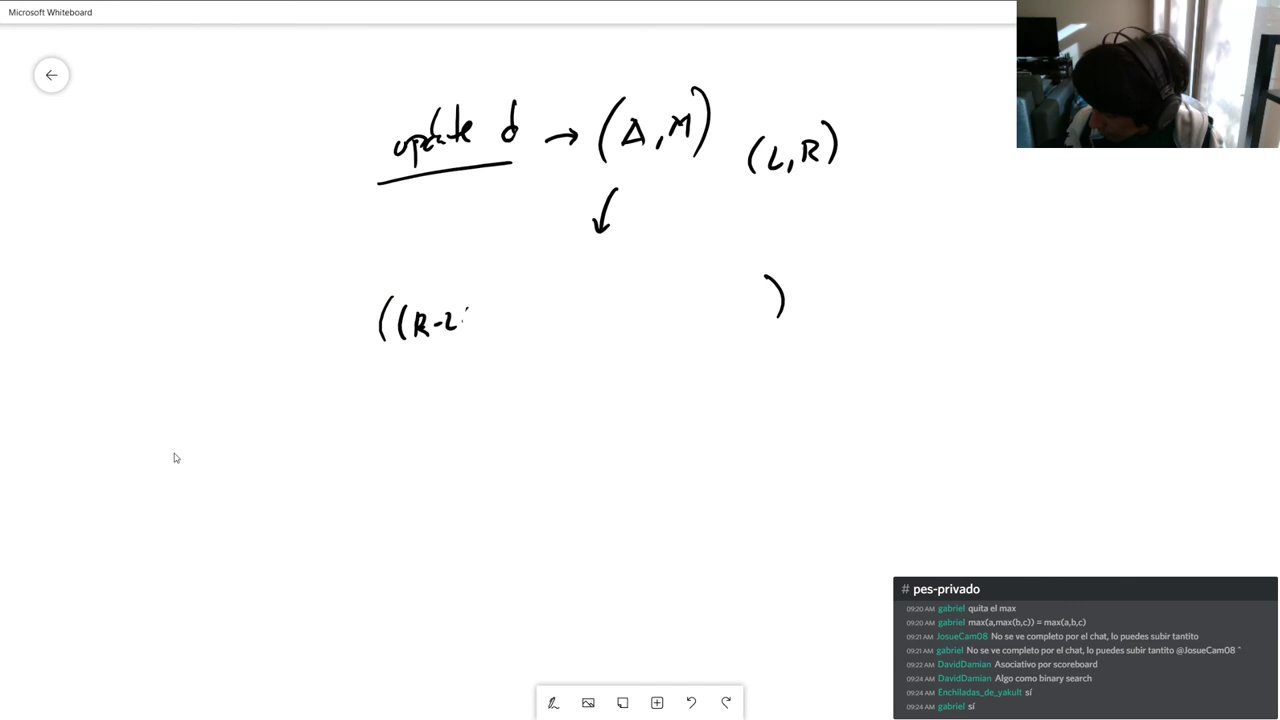 Microsoft Whiteboard
update d → (Δ, M) (L, R)
((R-L )
# pes-privado
09:20 AM gabriel quita el max
09:20 AM gabriel max(a,max(b,c)) = max(a,b,c)
09:21 AM JosueCam08 No se ve completo por el chat, lo puedes subir tantito
09:21 AM gabriel No se ve completo por el chat, lo puedes subir tantito @JosueCam08 ^
09:22 AM DavidDamian Asociativo por scoreboard
09:24 AM DavidDamian Algo como binary search
09:24 AM Enchiladas_de_yakult sí
09:24 AM gabriel sí